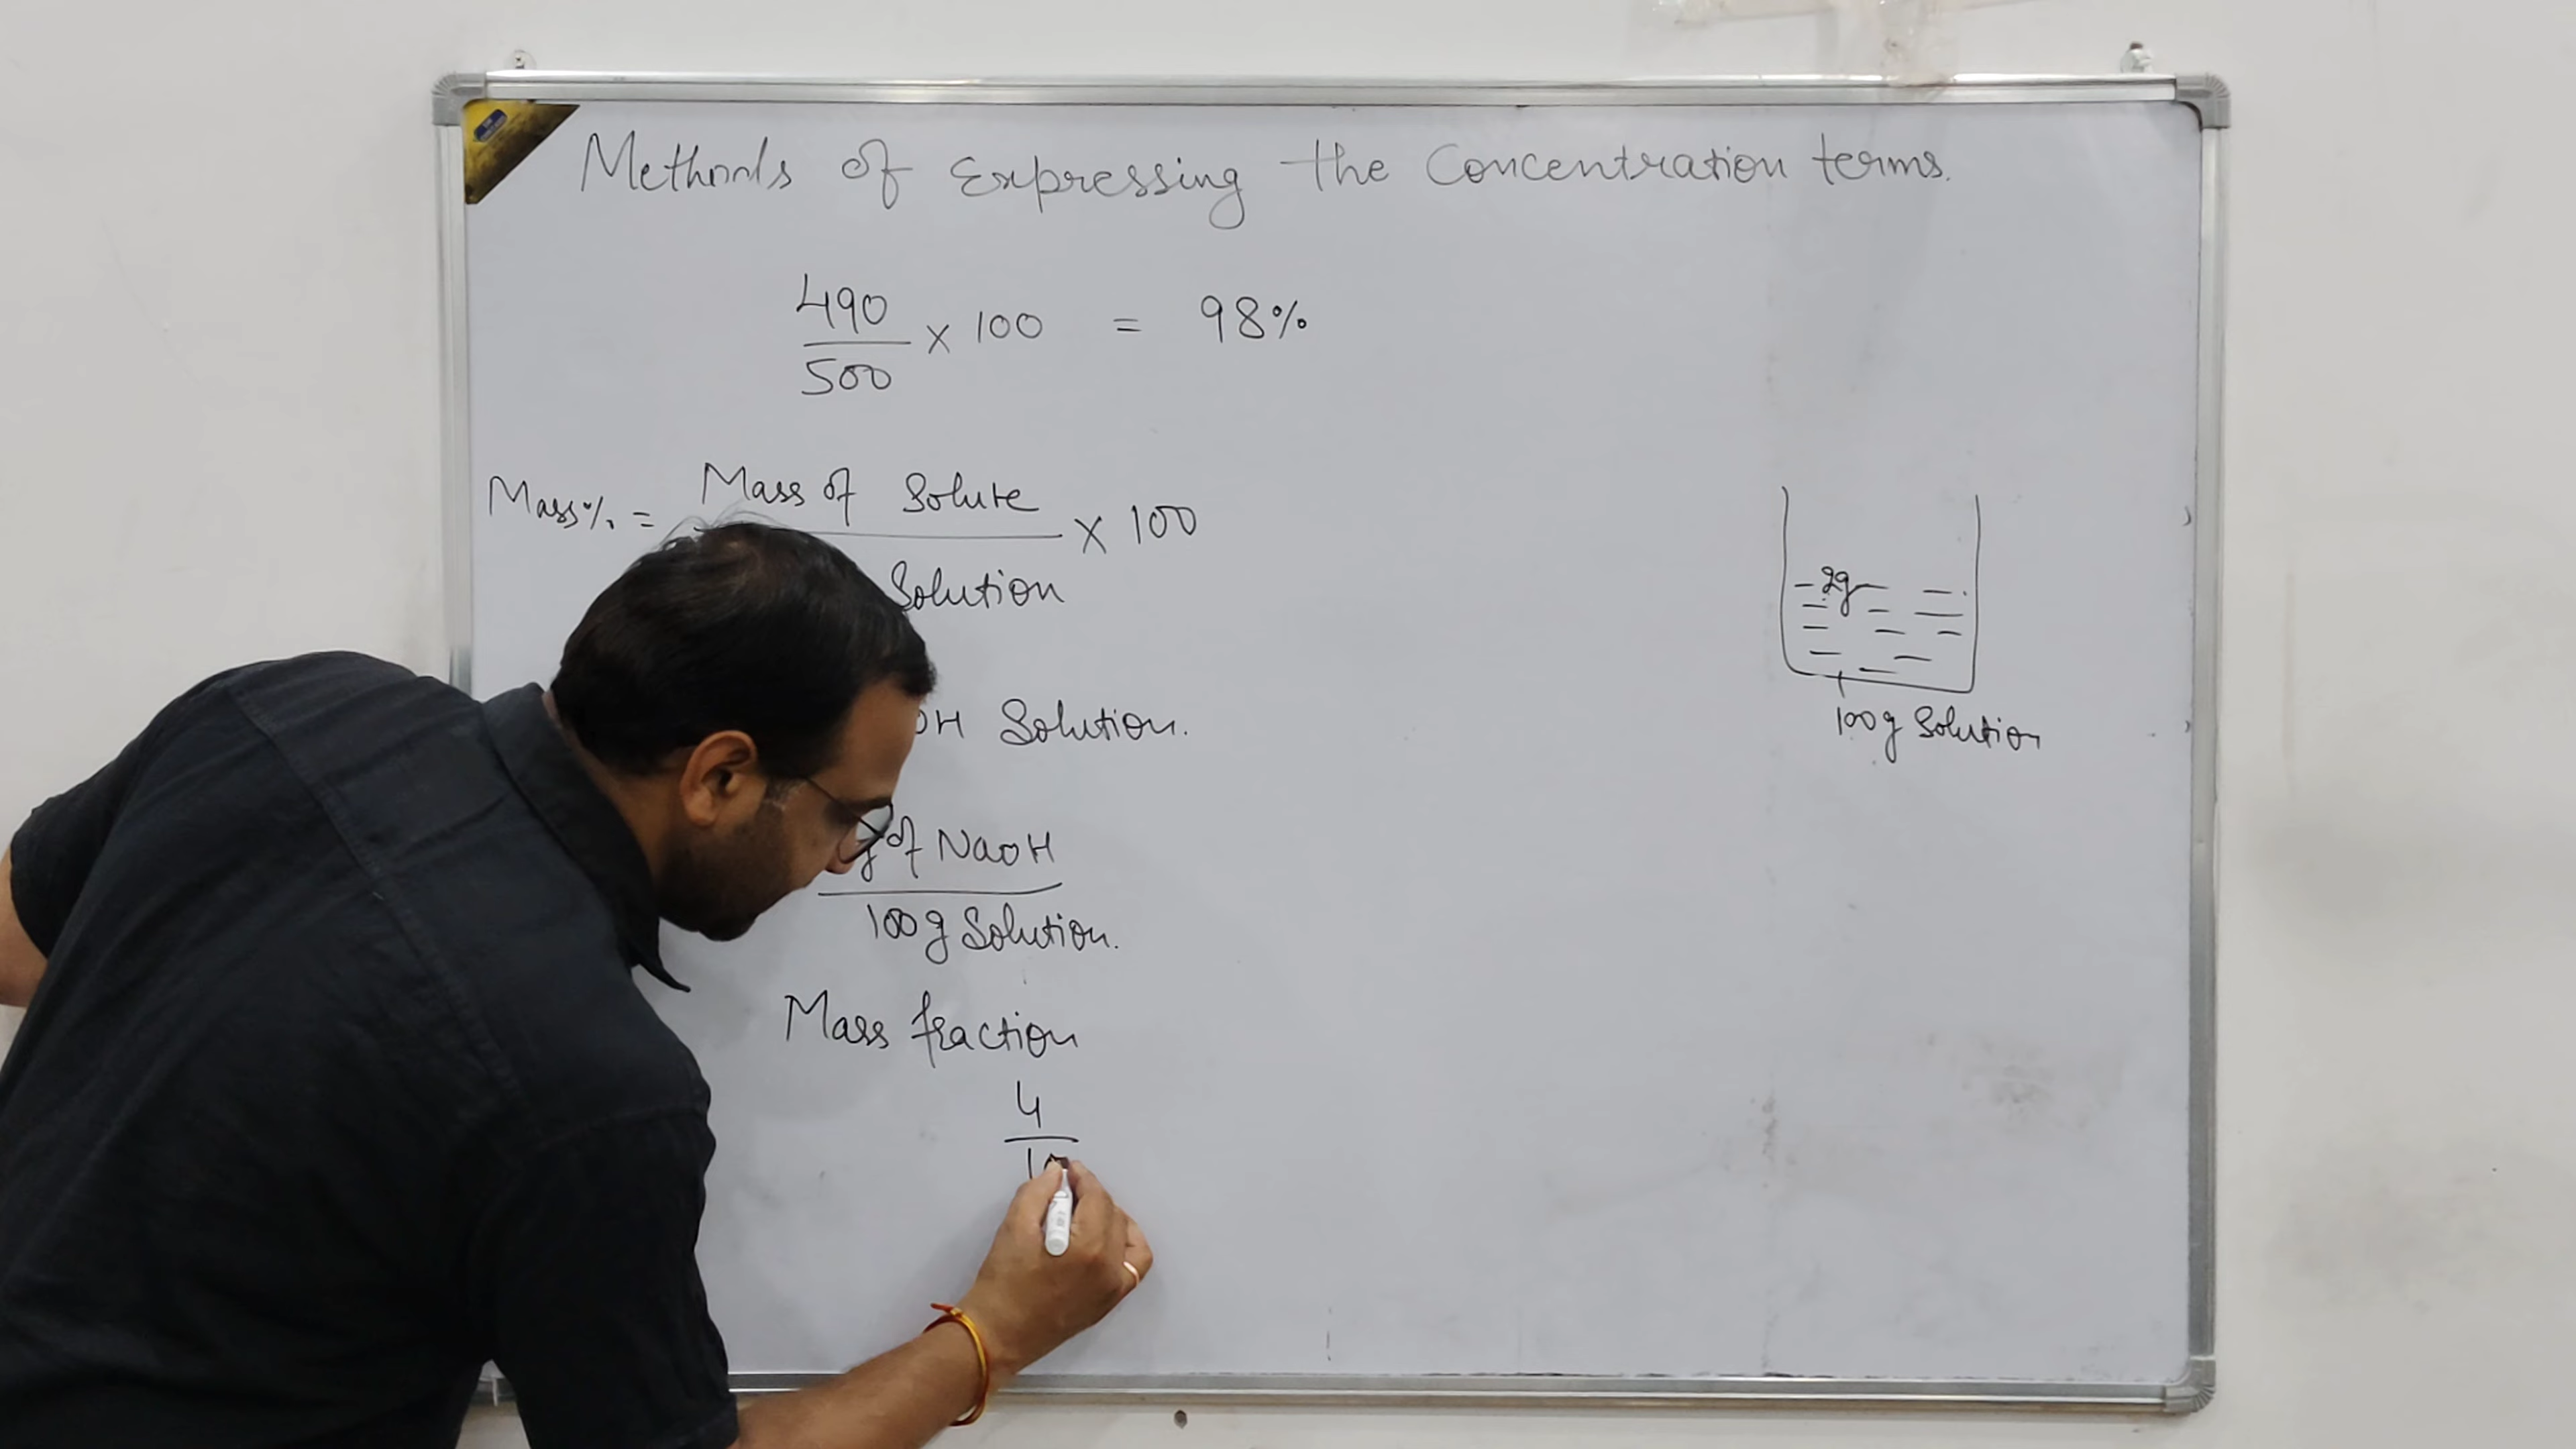 Methods of Expressing the Concentration terms.
490
500
× 100 = 98%
Mass% =
Mass of Solute
Solution
× 100
OH Solution.
g of NaOH
100g Solution.
Mass fraction
4
10
2g
100g Solution